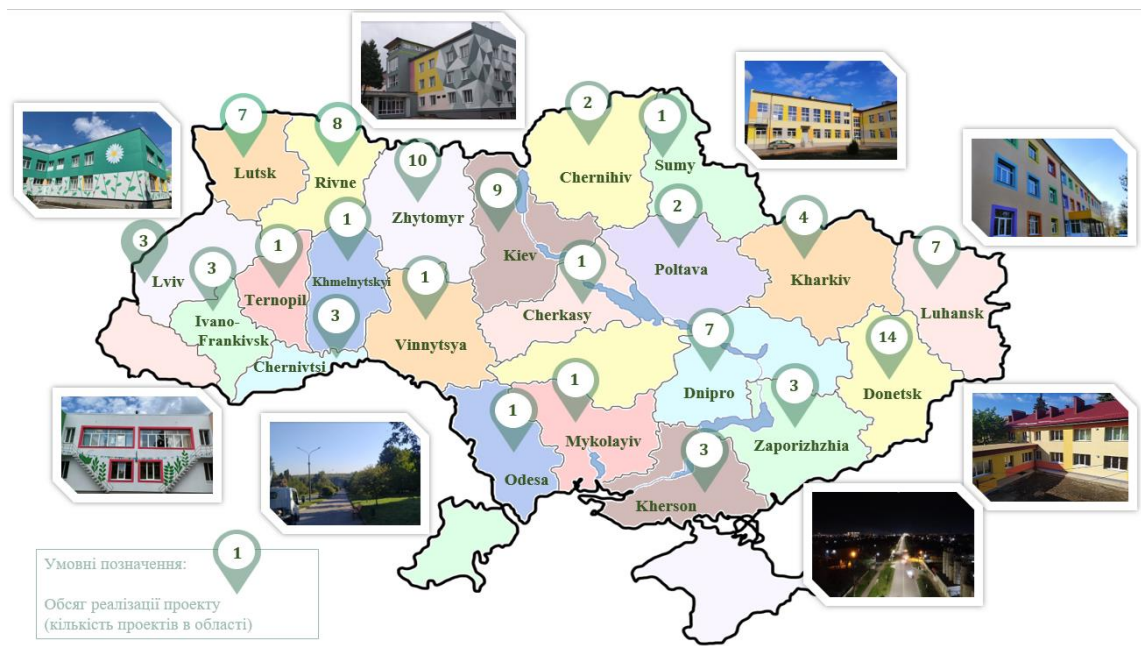 7
Lutsk
8
Rivne
10
Zhytomyr
9
Kiev
2
Chernihiv
1
Sumy
3
Lviv
3
Ivano-
Frankivsk
1
Ternopil
1
Khmelnytskyi
3
Chernivtsi
1
Vinnytsya
1
Cherkasy
2
Poltava
4
Kharkiv
7
Luhansk
14
Donetsk
7
Dnipro
3
Zaporizhzhia
1
Odesa
1
Mykolayiv
3
Kherson
1
Умовні позначення:
Обсяг реалізації проекту
(кількість проектів в області)